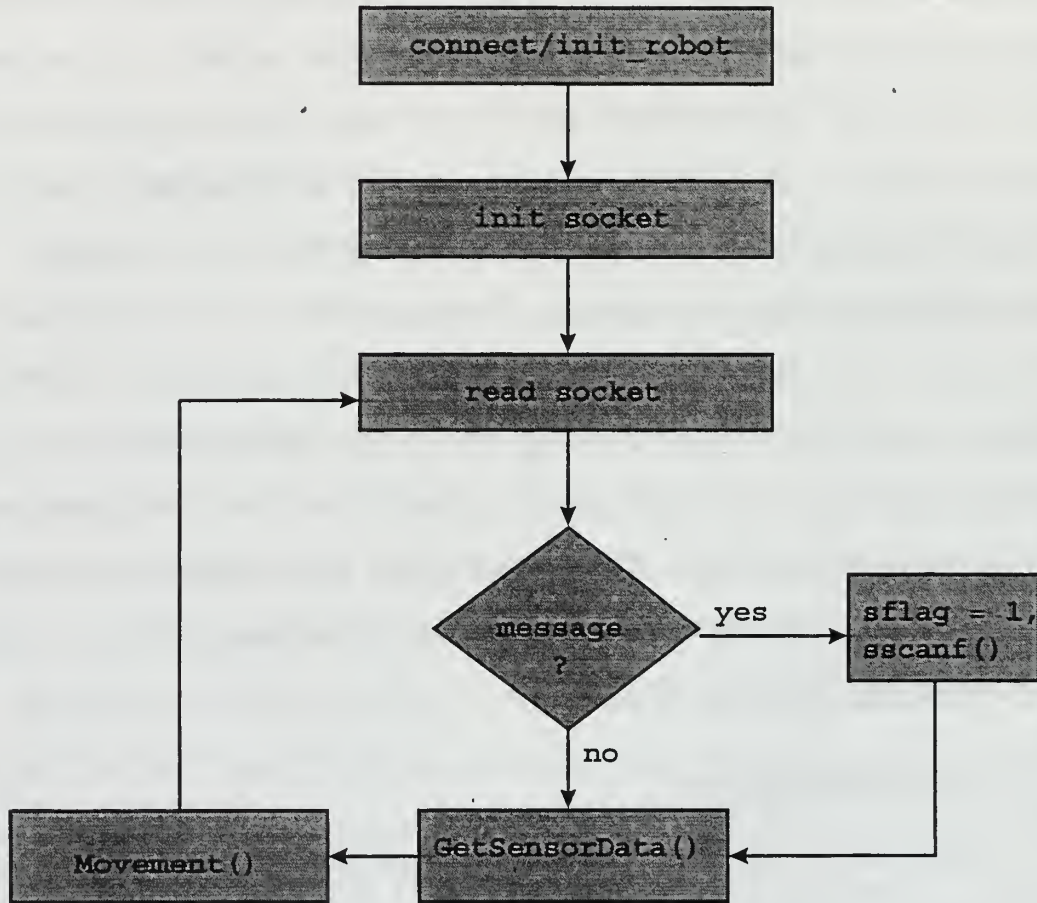 connect/init_robot
init socket
read socket
message
?
yes
sflag = 1,
sscanf()
no
GetSensorData()
Movement()